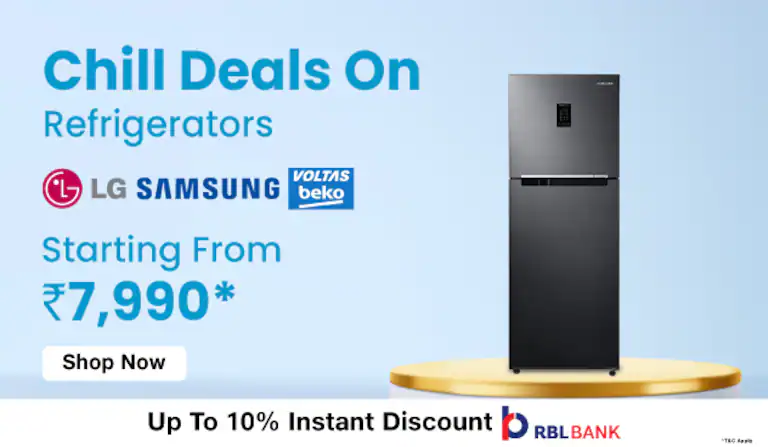 Chill Deals On
Refrigerators
LG SAMSUNG VOLTAS beko
Starting From
₹7,990*
Shop Now
SAMSUNG
Up To 10% Instant Discount RBL BANK
*T&C Apply